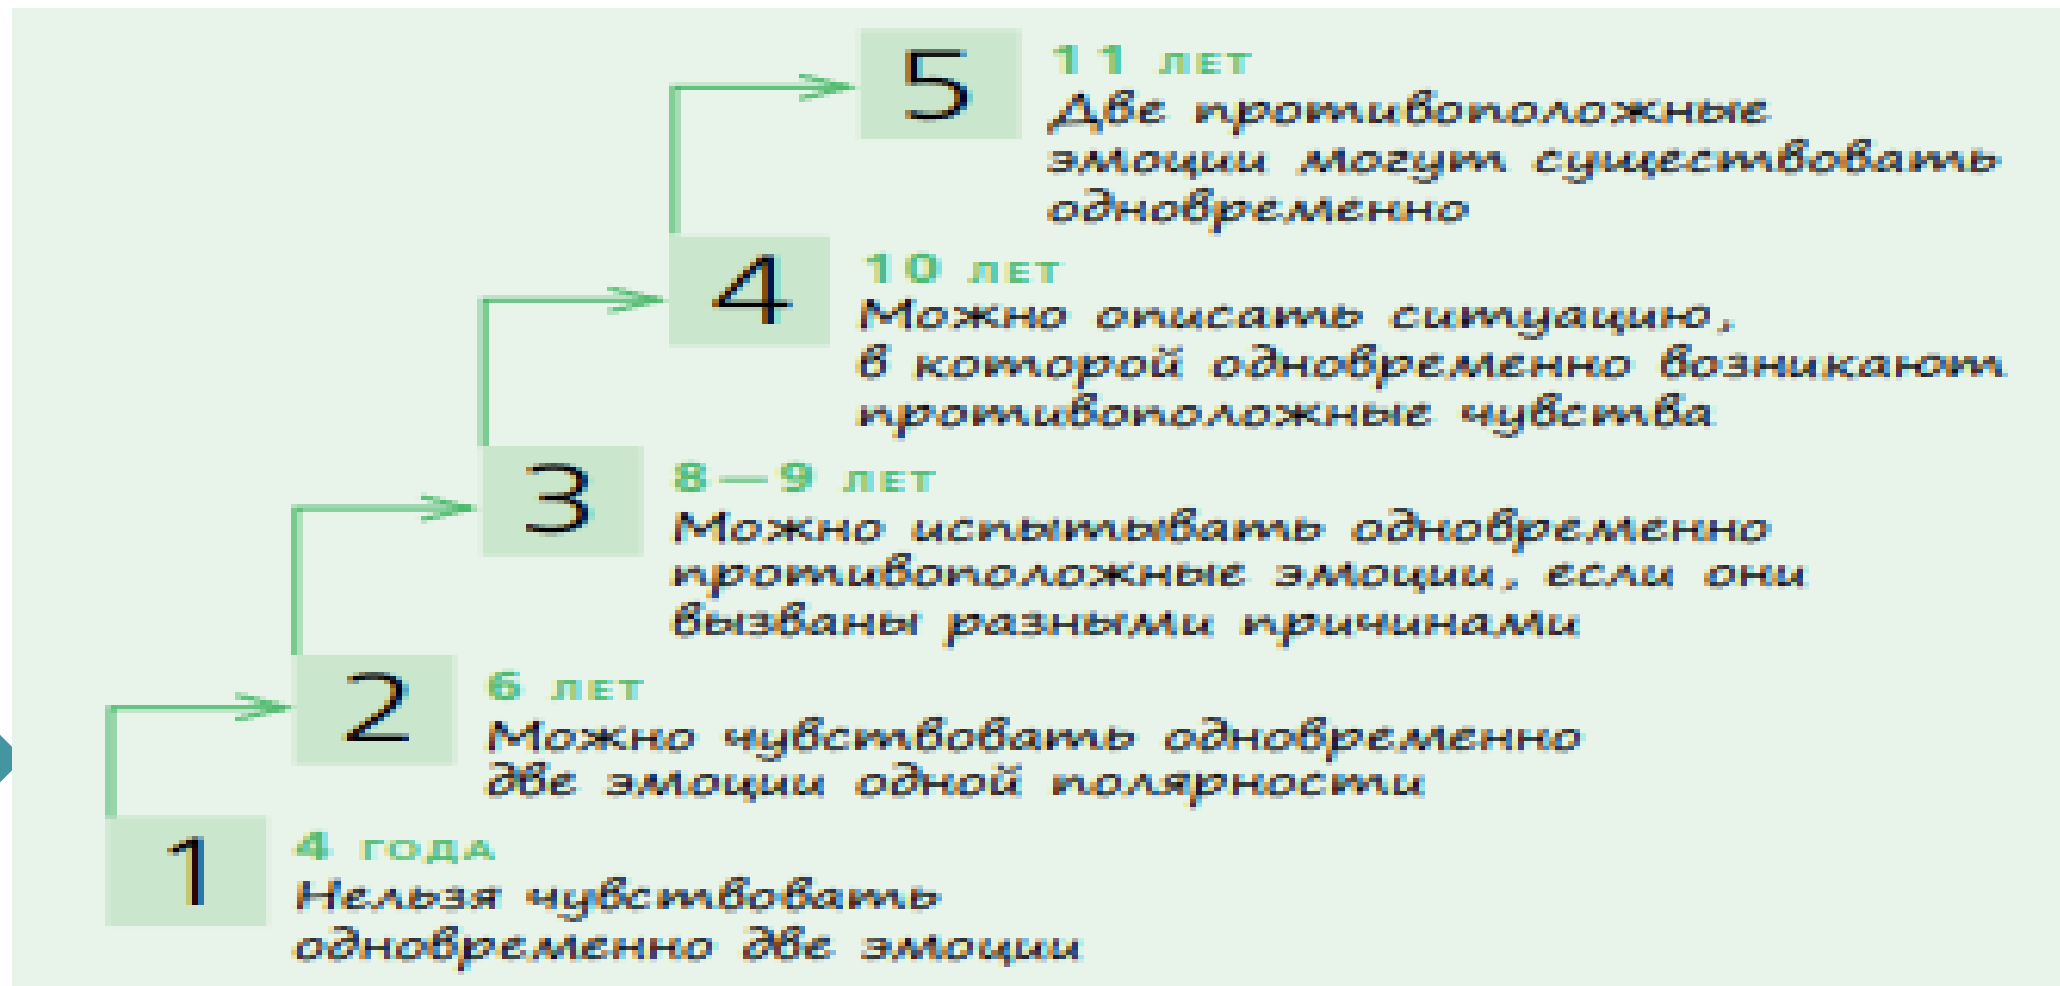 5
11 ЛЕТ
Две противоположные
эмоции могут существовать
одновременно
4
10 ЛЕТ
Можно описать ситуацию,
в которой одновременно возникают
противоположные чувства
3
8—9 ЛЕТ
Можно испытывать одновременно
противоположные эмоции, если они
вызваны разными причинами
2
6 ЛЕТ
Можно чувствовать одновременно
две эмоции одной полярности
1
4 ГОДА
Нельзя чувствовать
одновременно две эмоции